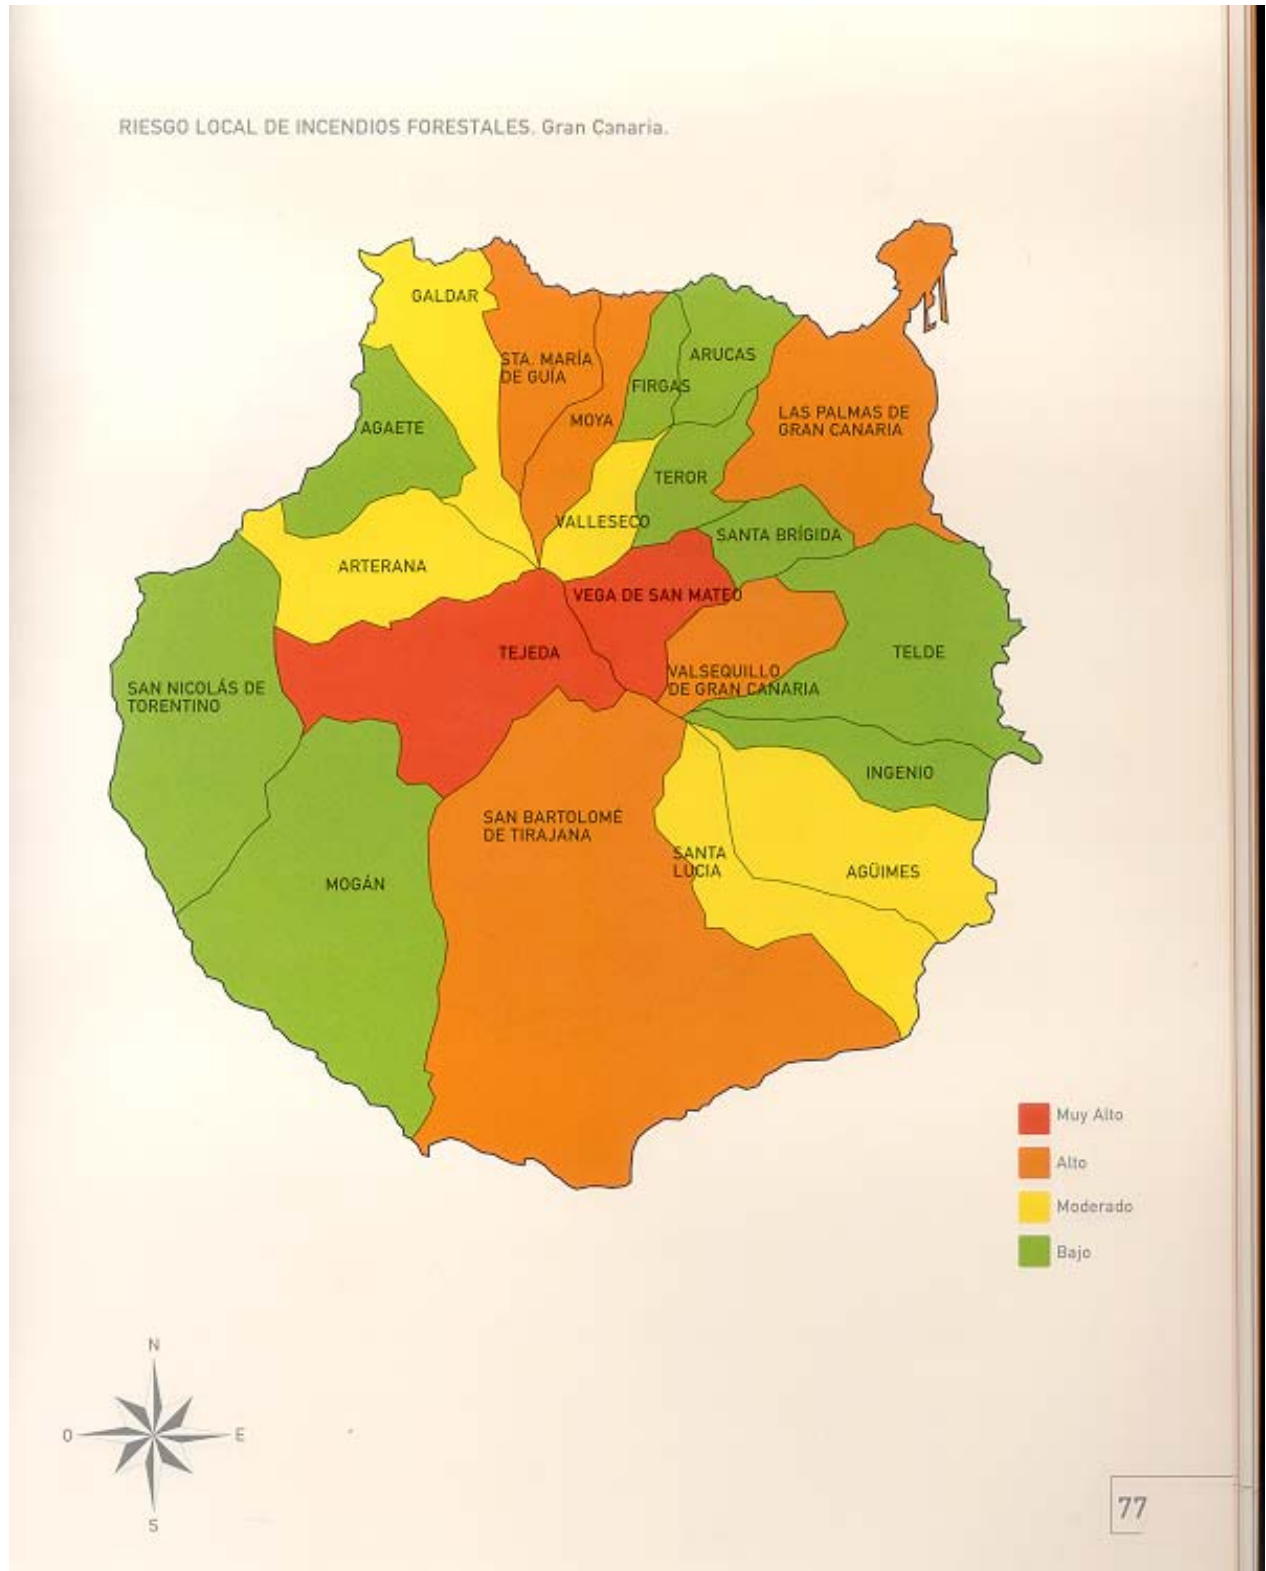 RIESGO LOCAL DE INCENDIOS FORESTALES. Gran Canaria.
GALDAR
STA. MARÍA
DE GUÍA
MOYA
FIRGAS
ARUCAS
LAS PALMAS DE
GRAN CANARIA
AGAETE
TEROR
VALLESECO
SANTA BRÍGIDA
ARTERANA
VEGA DE SAN MATEO
TEJEDA
TELDE
VALSEQUILLO
DE GRAN CANARIA
SAN NICOLÁS DE
TORENTINO
INGENIO
SAN BARTOLOMÉ
DE TIRAJANA
SANTA
LUCIA
AGÜIMES
MOGÁN
Muy Alto
Alto
Moderado
Bajo
N
O
E
S
77